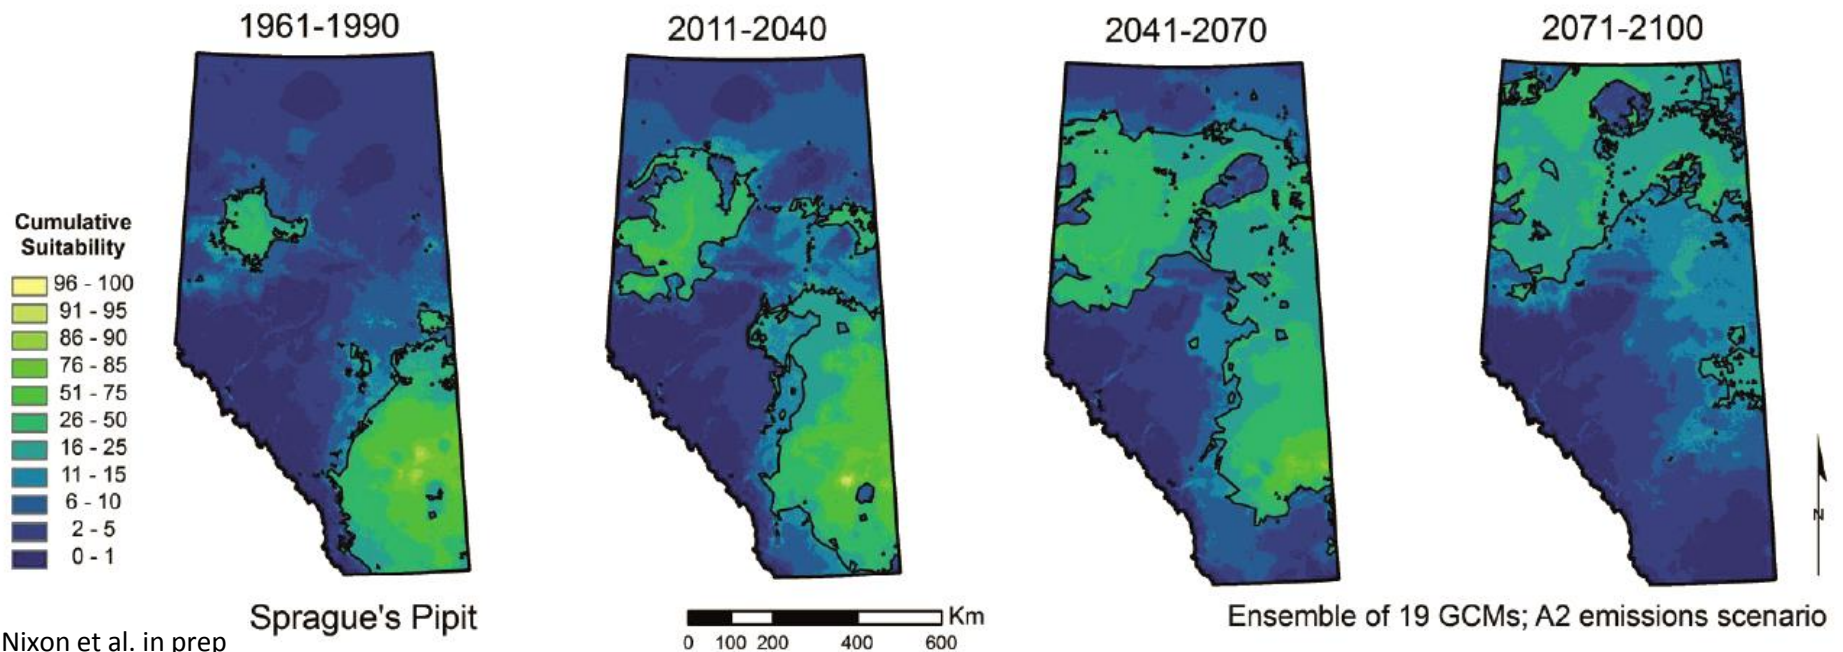 1961-1990
2011-2040
2041-2070
2071-2100
Cumulative
Suitability
96 - 100
91 - 95
86 - 90
76 - 85
51 - 75
26 - 50
16 - 25
11 - 15
6 - 10
2 - 5
0 - 1
N
Sprague's Pipit
Km
0 100 200 400 600
Ensemble of 19 GCMs; A2 emissions scenario
Nixon et al. in prep